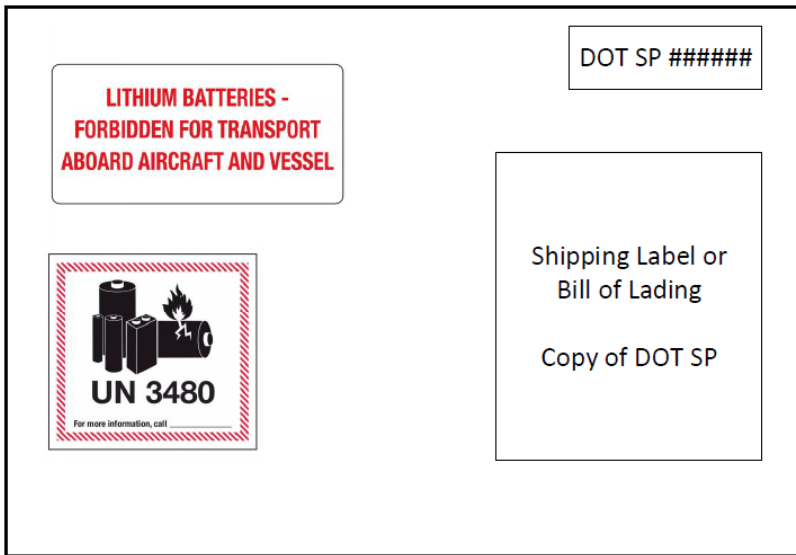 DOT SP ######
LITHIUM BATTERIES -
FORBIDDEN FOR TRANSPORT
ABOARD AIRCRAFT AND VESSEL
Shipping Label or
Bill of Lading
Copy of DOT SP
UN 3480
For more information, call ____________